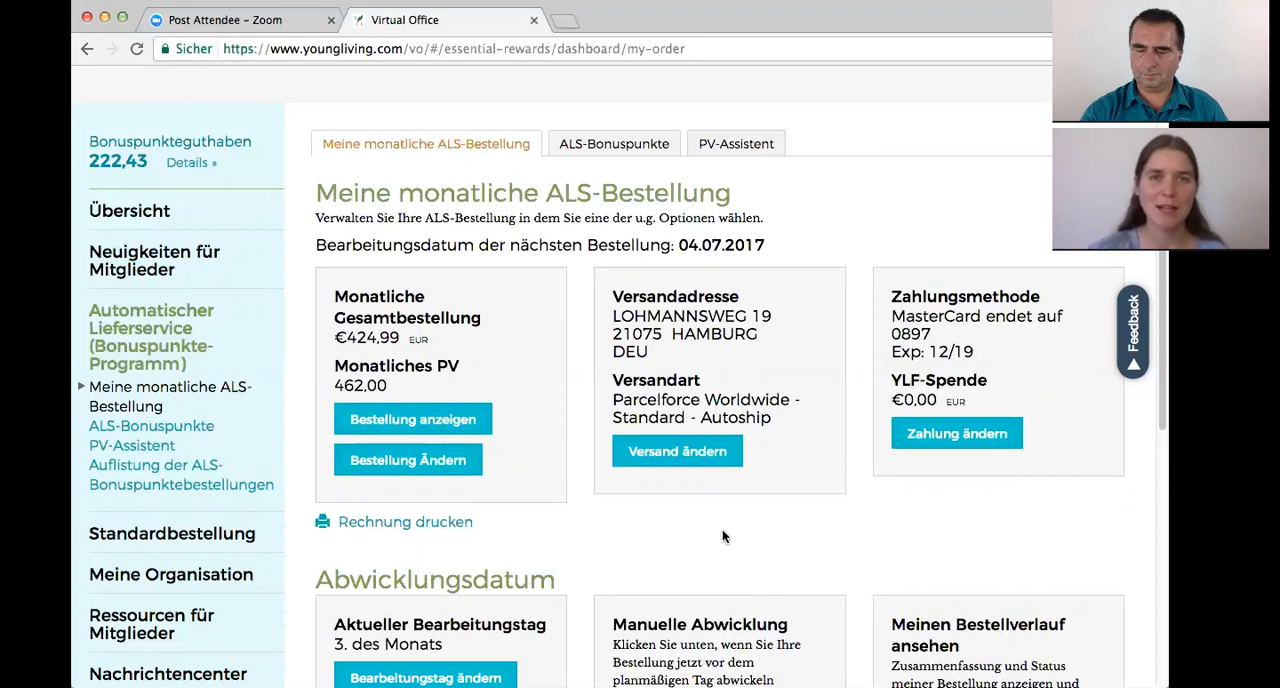 Post Attendee - Zoom
Virtual Office
Sicher https://www.youngliving.com/vo/#/essential-rewards/dashboard/my-order
Bonuspunkteguthaben
222,43 Details »
Übersicht
Neuigkeiten für
Mitglieder
Automatischer
Lieferservice
(Bonuspunkte-
Programm)
Meine monatliche ALS-
Bestellung
ALS-Bonuspunkte
PV-Assistent
Auflistung der ALS-
Bonuspunktebestellungen
Standardbestellung
Meine Organisation
Ressourcen für
Mitglieder
Nachrichtencenter
Meine monatliche ALS-Bestellung
ALS-Bonuspunkte
PV-Assistent
Meine monatliche ALS-Bestellung
Verwalten Sie Ihre ALS-Bestellung in dem Sie eine der u.g. Optionen wählen.
Bearbeitungsdatum der nächsten Bestellung: 04.07.2017
Monatliche
Gesamtbestellung
€424,99 EUR
Monatliches PV
462,00
Bestellung anzeigen
Bestellung Ändern
Versandadresse
LOHMANNSWEG 19
21075 HAMBURG
DEU
Versandart
Parcelforce Worldwide -
Standard - Autoship
Versand ändern
Zahlungsmethode
MasterCard endet auf
0897
Exp: 12/19
YLF-Spende
€0,00 EUR
Zahlung ändern
Feedback
Rechnung drucken
Abwicklungsdatum
Aktueller Bearbeitungstag
3. des Monats
Bearbeitungstag ändern
Manuelle Abwicklung
Klicken Sie unten, wenn Sie Ihre
Bestellung jetzt vor dem
planmäßigen Tag abwickeln
Meinen Bestellverlauf
ansehen
Zusammenfassung und Status
meiner Bestellung anzeigen und